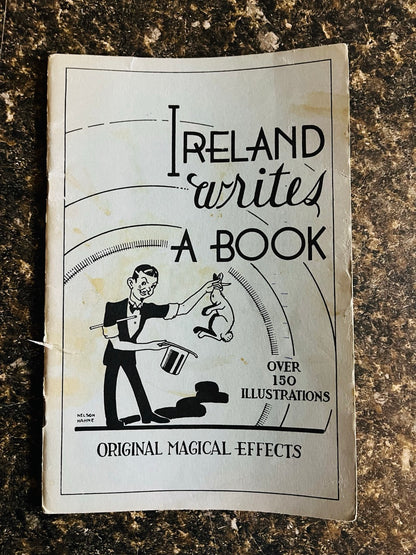 IRELAND
writes
A BOOK
OVER
150
ILLUSTRATIONS
NELSON
HAHNE
ORIGINAL MAGICAL EFFECTS